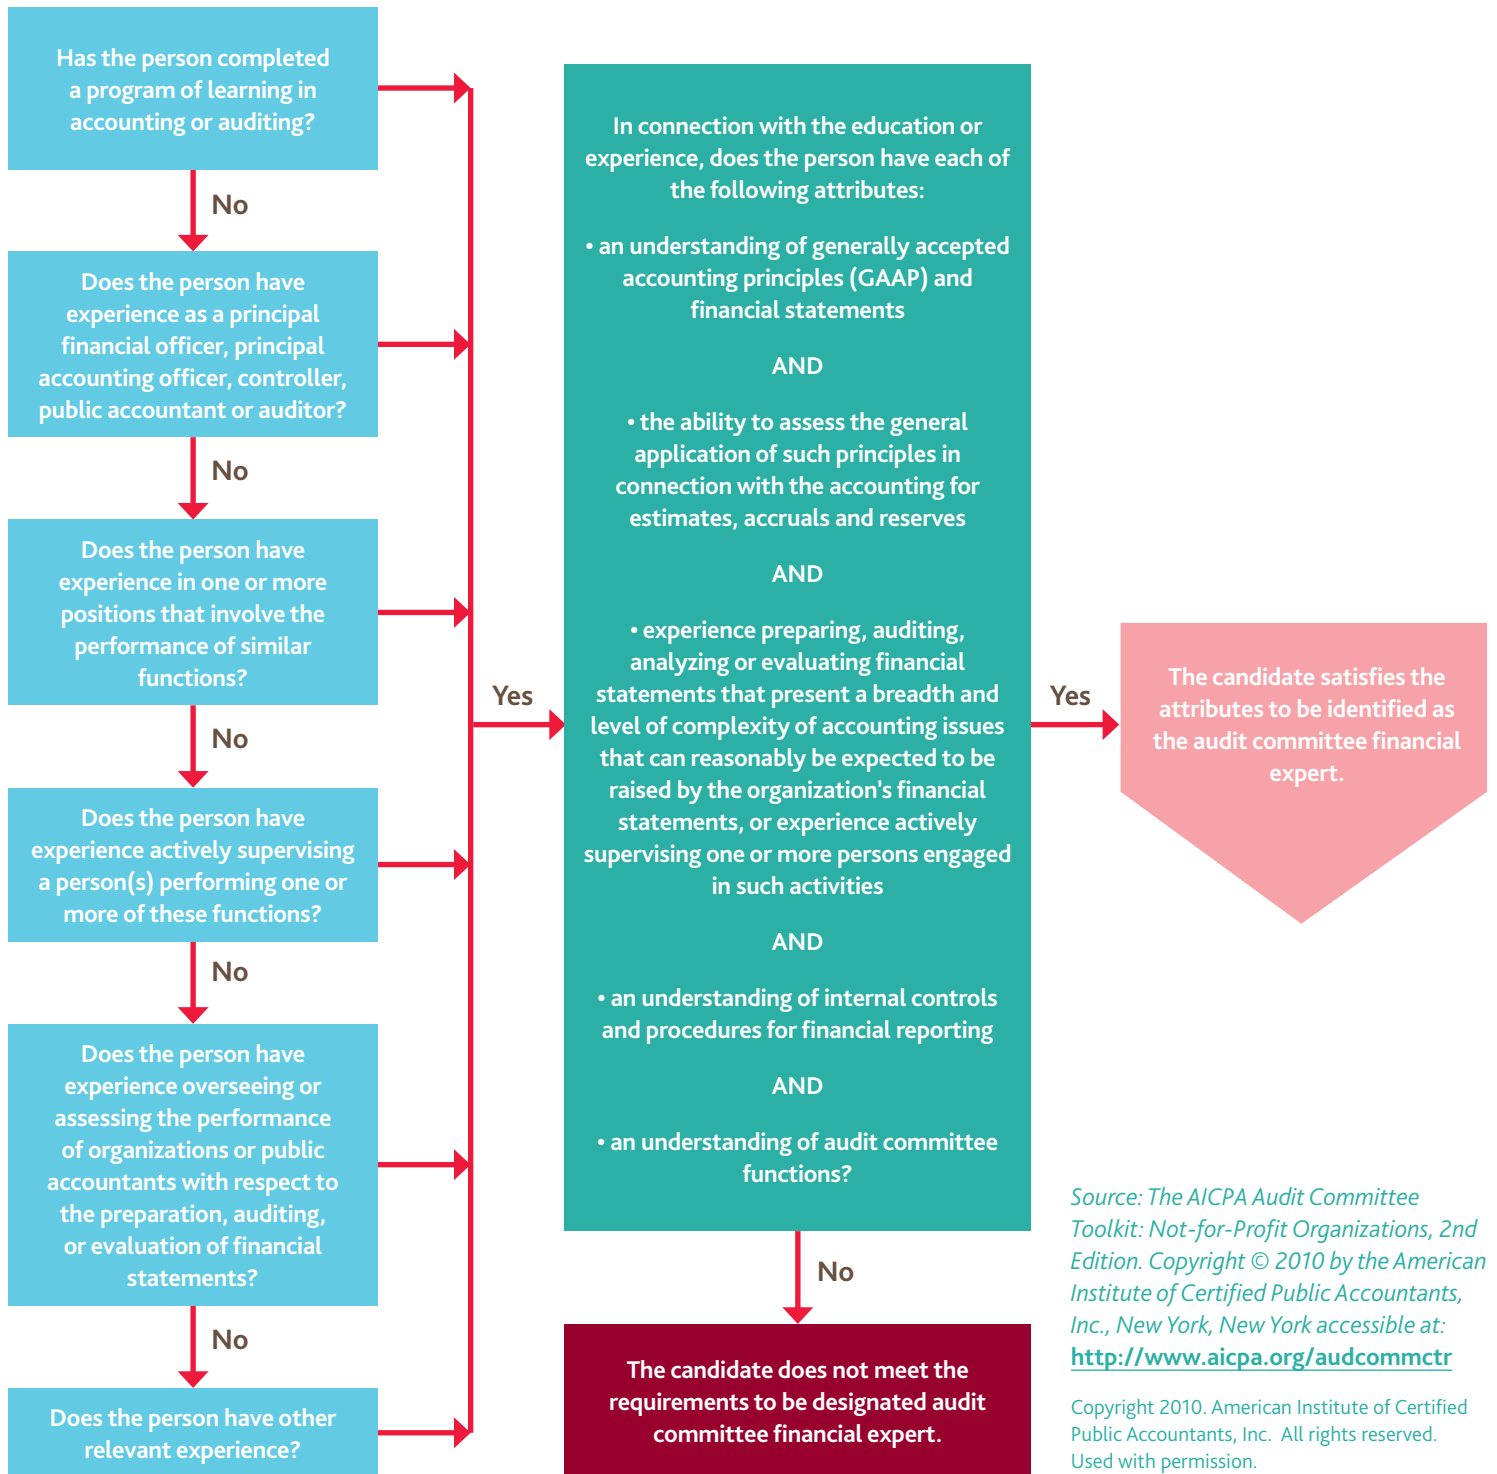 Has the person completed
a program of learning in
accounting or auditing?
No
Does the person have
experience as a principal
financial officer, principal
accounting officer, controller,
public accountant or auditor?
No
Does the person have
experience in one or more
positions that involve the
performance of similar
functions?
No
Does the person have
experience actively supervising
a person(s) performing one or
more of these functions?
No
Does the person have
experience overseeing or
assessing the performance
of organizations or public
accountants with respect to
the preparation, auditing,
or evaluation of financial
statements?
No
Does the person have other
relevant experience?
Yes
In connection with the education or
experience, does the person have each of
the following attributes:
• an understanding of generally accepted
accounting principles (GAAP) and
financial statements
AND
• the ability to assess the general
application of such principles in
connection with the accounting for
estimates, accruals and reserves
AND
• experience preparing, auditing,
analyzing or evaluating financial
statements that present a breadth and
level of complexity of accounting issues
that can reasonably be expected to be
raised by the organization's financial
statements, or experience actively
supervising one or more persons engaged
in such activities
AND
• an understanding of internal controls
and procedures for financial reporting
AND
• an understanding of audit committee
functions?
No
The candidate does not meet the
requirements to be designated audit
committee financial expert.
Yes
The candidate satisfies the
attributes to be identified as
the audit committee financial
expert.
Source: The AICPA Audit Committee
Toolkit: Not-for-Profit Organizations, 2nd
Edition. Copyright © 2010 by the American
Institute of Certified Public Accountants,
Inc., New York, New York accessible at:
http://www.aicpa.org/audcommctr
Copyright 2010. American Institute of Certified
Public Accountants, Inc. All rights reserved.
Used with permission.